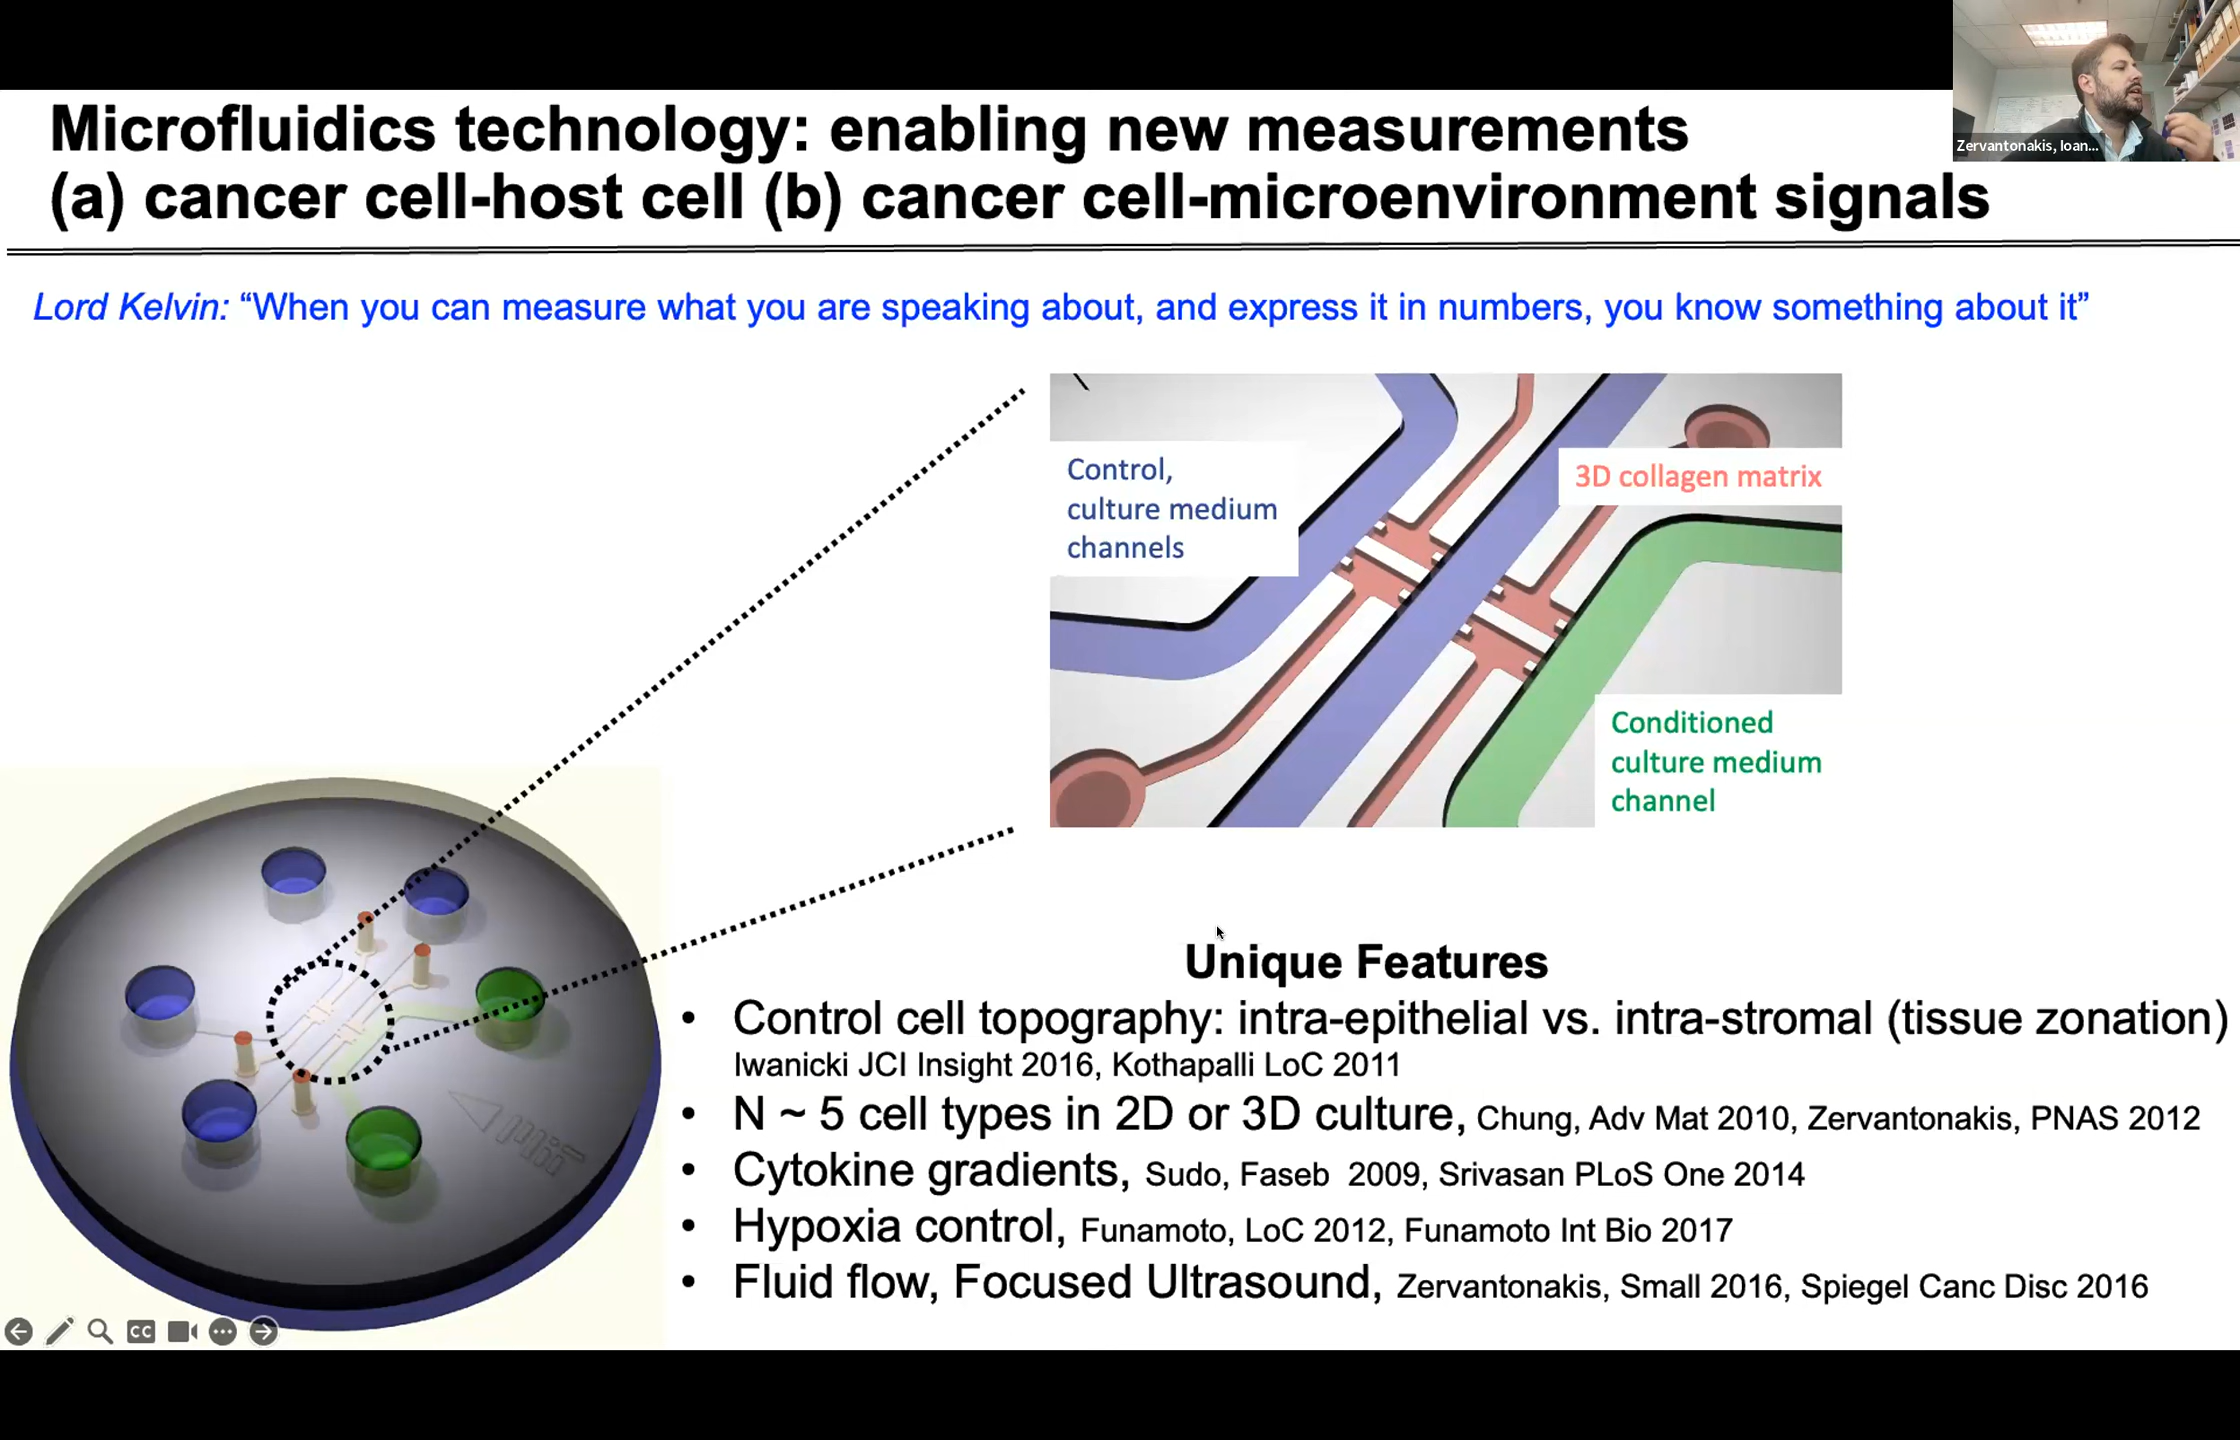 Microfluidics technology: enabling new measurements
(a) cancer cell-host cell (b) cancer cell-microenvironment signals
Zervantonakis, Ioan...
Lord Kelvin: “When you can measure what you are speaking about, and express it in numbers, you know something about it”
Control,
culture medium
channels
3D collagen matrix
Conditioned
culture medium
channel
MIT
Unique Features
• Control cell topography: intra-epithelial vs. intra-stromal (tissue zonation)
Iwanicki JCI Insight 2016, Kothapalli LoC 2011
• N ~ 5 cell types in 2D or 3D culture, Chung, Adv Mat 2010, Zervantonakis, PNAS 2012
• Cytokine gradients, Sudo, Faseb 2009, Srivasan PLoS One 2014
• Hypoxia control, Funamoto, LoC 2012, Funamoto Int Bio 2017
• Fluid flow, Focused Ultrasound, Zervantonakis, Small 2016, Spiegel Canc Disc 2016
CC